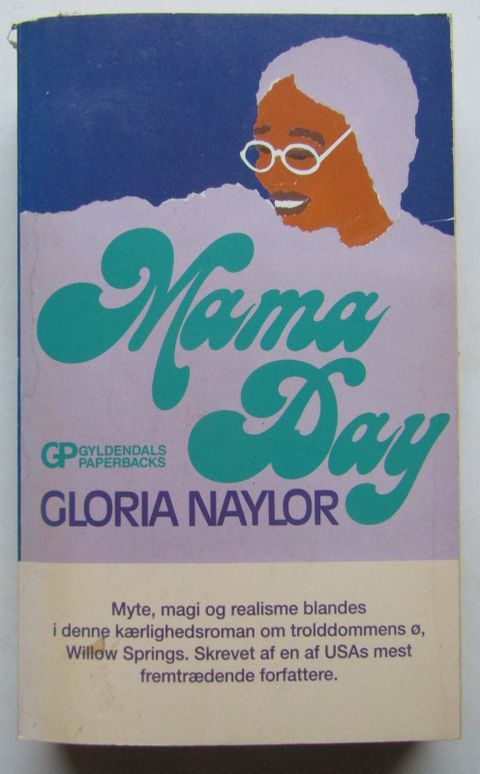 Mama
Day
GP GYLDENDALS
PAPERBACKS
GLORIA NAYLOR
Myte, magi og realisme blandes
i denne kærlighedsroman om trolddommens ø,
Willow Springs. Skrevet af en af USAs mest
fremtrædende forfattere.